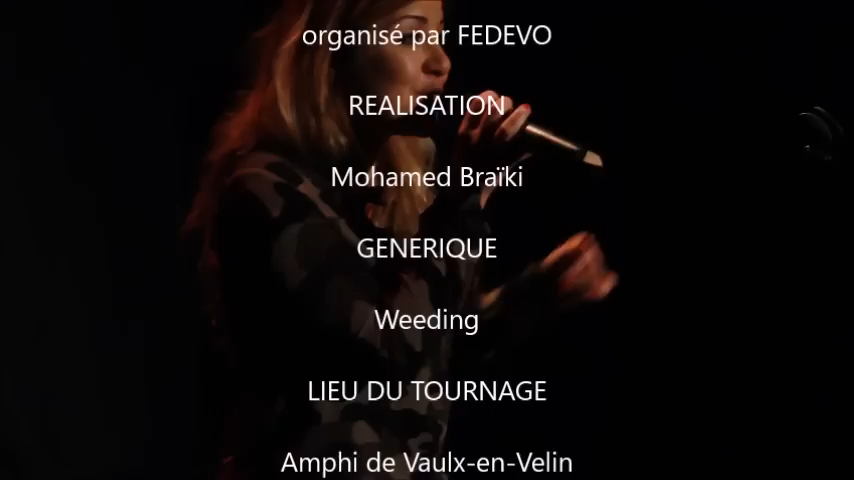 organisé par FEDEVO
REALISATION
Mohamed Braïki
GENERIQUE
Weeding
LIEU DU TOURNAGE
Amphi de Vaulx-en-Velin